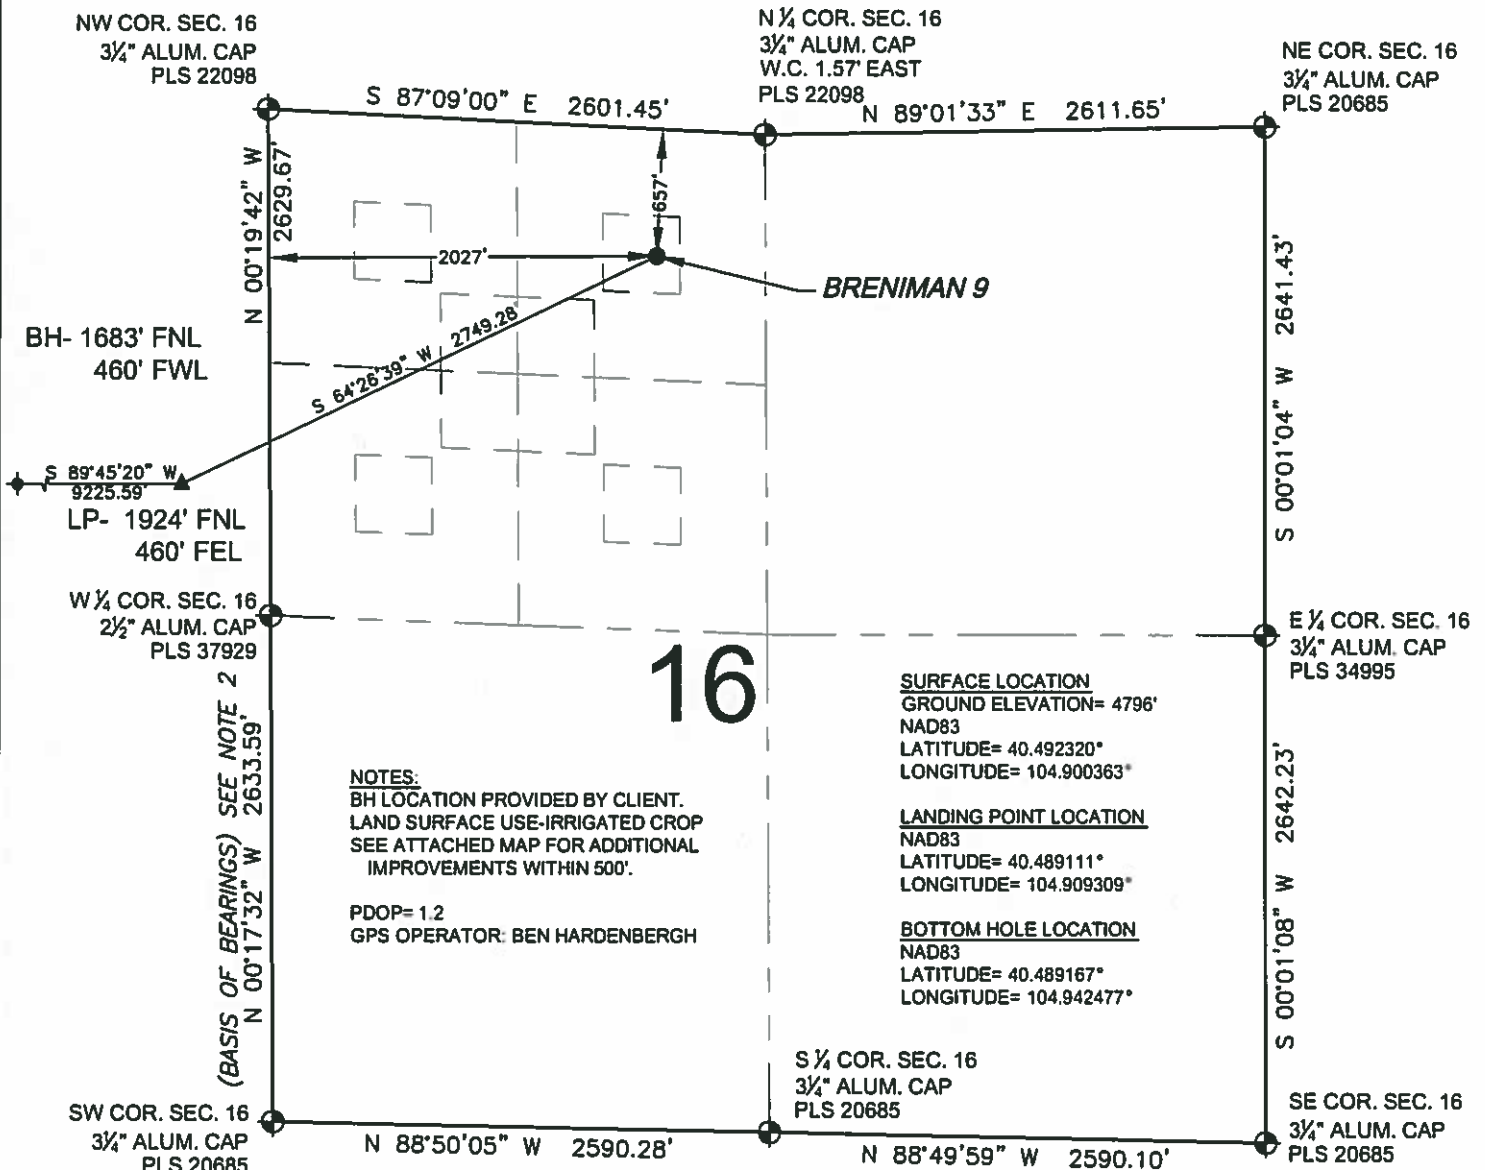 NW COR. SEC. 16
3¼" ALUM. CAP
PLS 22098
N ¼ COR. SEC. 16
3¼" ALUM. CAP
W.C. 1.57' EAST
PLS 22098
NE COR. SEC. 16
3¼" ALUM. CAP
PLS 20685
S 87°09'00" E 2601.45'
N 89°01'33" E 2611.65'
N 00°19'42" W
2629.67'
657'
2027'
BRENIMAN 9
S 64°26'39" W 2749.28'
BH- 1683' FNL
460' FWL
S 89°45'20" W
9225.59'
LP- 1924' FNL
460' FEL
S 00°01'04" W 2641.43'
W ¼ COR. SEC. 16
2½" ALUM. CAP
PLS 37929
E ¼ COR. SEC. 16
3¼" ALUM. CAP
PLS 34995
16
(BASIS OF BEARINGS) SEE NOTE 2
N 00°17'32" W 2633.59'
NOTES:
BH LOCATION PROVIDED BY CLIENT.
LAND SURFACE USE-IRRIGATED CROP
SEE ATTACHED MAP FOR ADDITIONAL
IMPROVEMENTS WITHIN 500'.
PDOP= 1.2
GPS OPERATOR: BEN HARDENBERGH
SURFACE LOCATION
GROUND ELEVATION= 4796'
NAD83
LATITUDE= 40.492320°
LONGITUDE= 104.900363°
LANDING POINT LOCATION
NAD83
LATITUDE= 40.489111°
LONGITUDE= 104.909309°
BOTTOM HOLE LOCATION
NAD83
LATITUDE= 40.489167°
LONGITUDE= 104.942477°
S 00°01'08" W 2642.23'
SW COR. SEC. 16
3¼" ALUM. CAP
PLS 20685
S ¼ COR. SEC. 16
3¼" ALUM. CAP
PLS 20685
SE COR. SEC. 16
3¼" ALUM. CAP
PLS 20685
N 88°50'05" W 2590.28'
N 88°49'59" W 2590.10'